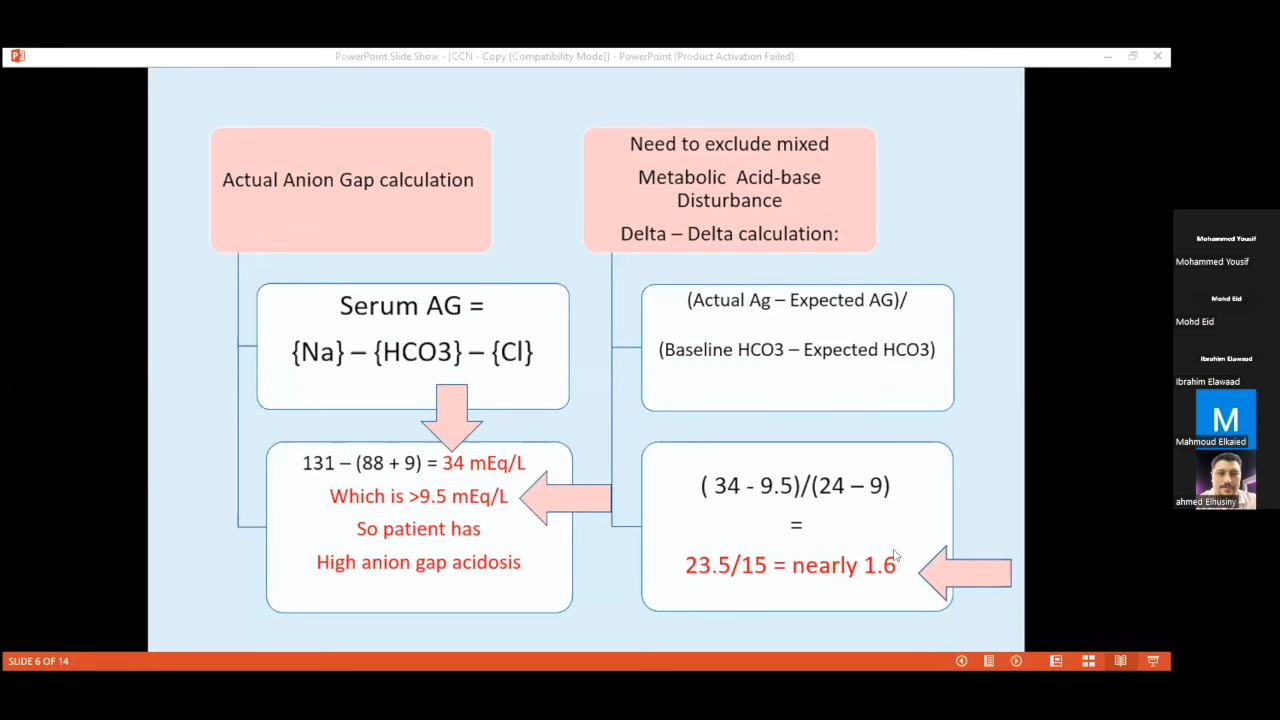 PowerPoint Slide Show - [CCN - Copy [Compatibility Mode]] - PowerPoint (Product Activation Failed)
Actual Anion Gap calculation
Serum AG =
{Na} – {HCO3} – {Cl}
131 – (88 + 9) = 34 mEq/L
Which is >9.5 mEq/L
So patient has
High anion gap acidosis
Need to exclude mixed
Metabolic Acid-base
Disturbance
Delta – Delta calculation:
(Actual Ag – Expected AG)/
(Baseline HCO3 – Expected HCO3)
( 34 - 9.5)/(24 – 9)
=
23.5/15 = nearly 1.6
Mohammed Yousif
Mohammed Yousif
Mohd Eid
Mohd Eid
Ibrahim Elawaad
Ibrahim Elawaad
M
Mahmoud Elkaied
ahmed Elhusiny
SLIDE 6 OF 14